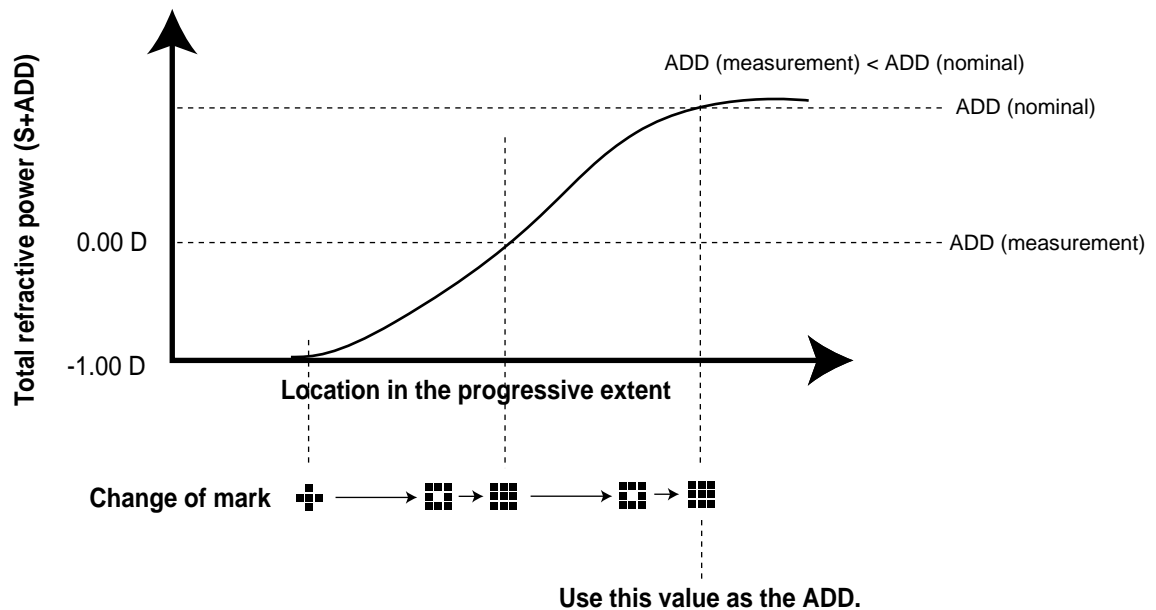 Total refractive power (S+ADD)
ADD (measurement) < ADD (nominal)
ADD (nominal)
0.00 D
ADD (measurement)
-1.00 D
Location in the progressive extent
Change of mark
Use this value as the ADD.